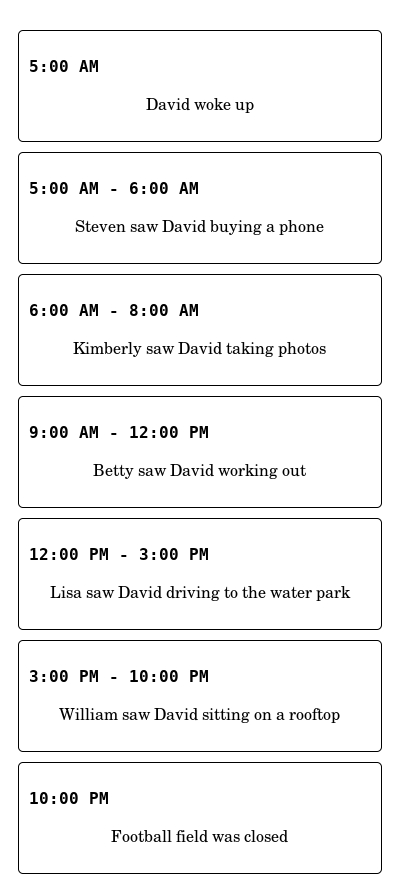 5:00 AM
David woke up
5:00 AM - 6:00 AM
Steven saw David buying a phone
6:00 AM - 8:00 AM
Kimberly saw David taking photos
9:00 AM - 12:00 PM
Betty saw David working out
12:00 PM - 3:00 PM
Lisa saw David driving to the water park
3:00 PM - 10:00 PM
William saw David sitting on a rooftop
10:00 PM
Football field was closed